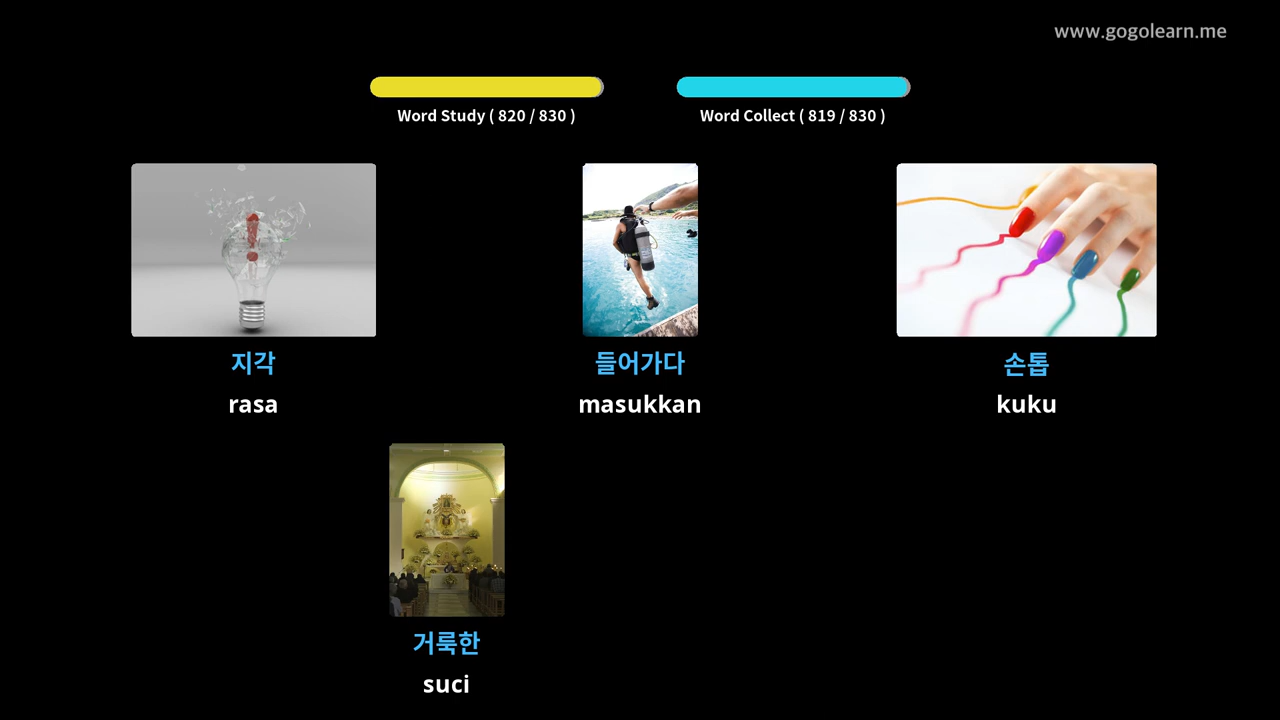 www.gogolearn.me
Word Study ( 820 / 830 )
Word Collect ( 819 / 830 )
지각
rasa
들어가다
masukkan
손톱
kuku
거룩한
suci